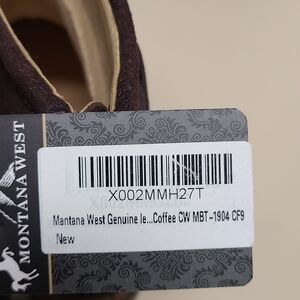 MONTANA WEST
X002MMH27T
Mantana West Genuine le...Coffee CW MBT-1904 CF9
New